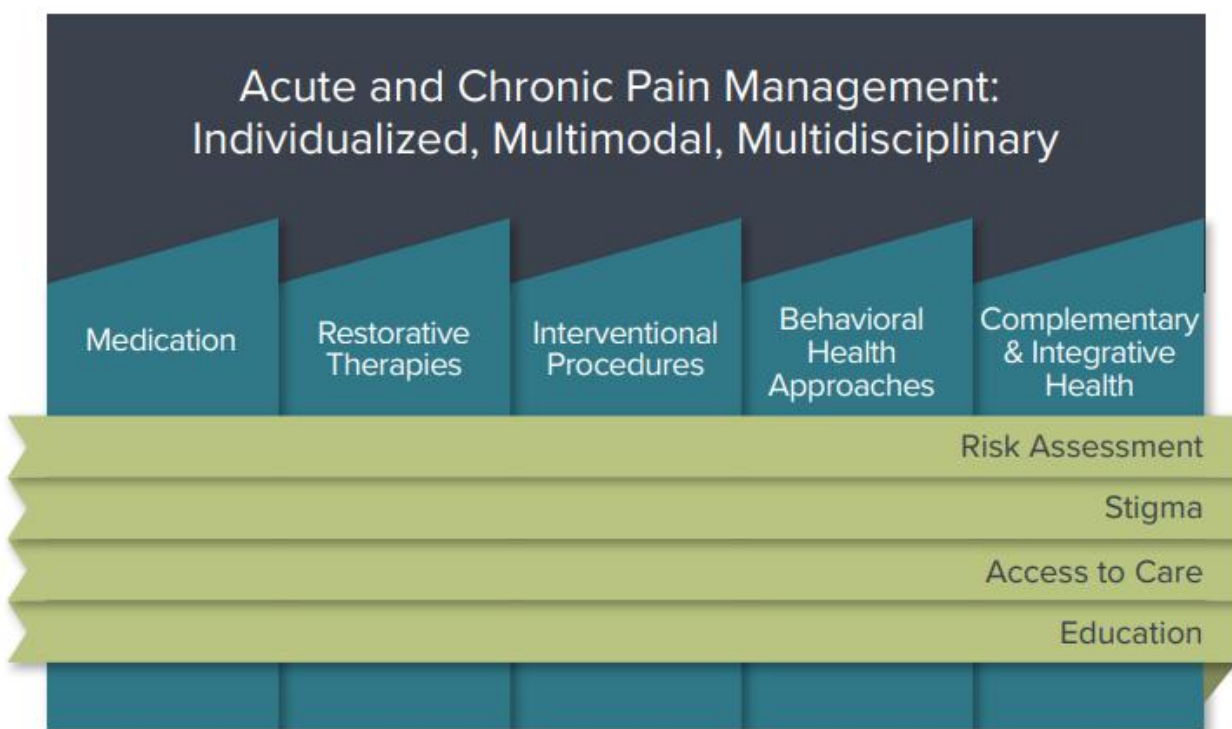 Acute and Chronic Pain Management:
Individualized, Multimodal, Multidisciplinary
Medication
Restorative
Therapies
Interventional
Procedures
Behavioral
Health
Approaches
Complementary
& Integrative
Health
Risk Assessment
Stigma
Access to Care
Education